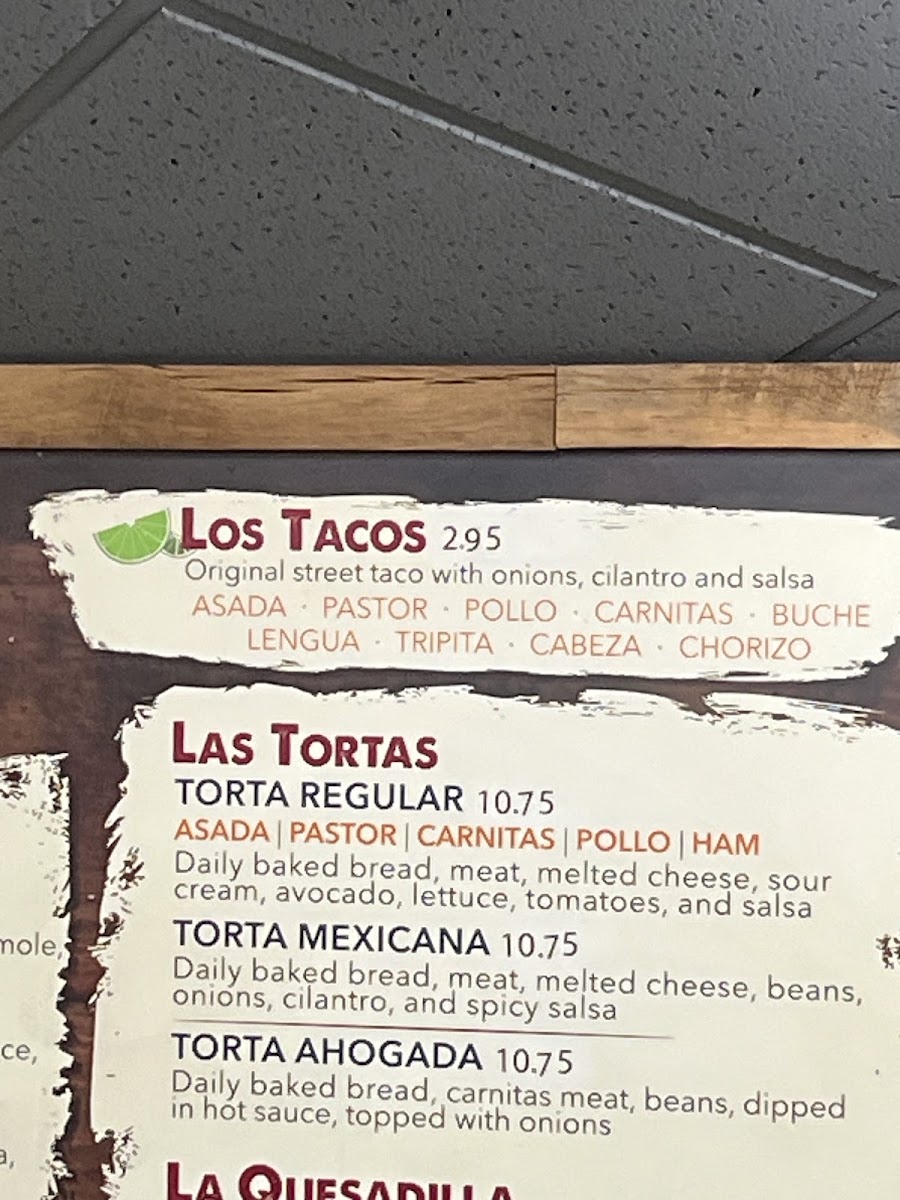 LOS TACOS 2.95
Original street taco with onions, cilantro and salsa
ASADA · PASTOR · POLLO · CARNITAS · BUCHE
LENGUA · TRIPITA · CABEZA · CHORIZO
LAS TORTAS
TORTA REGULAR 10.75
ASADA | PASTOR | CARNITAS | POLLO | HAM
Daily baked bread, meat, melted cheese, sour
cream, avocado, lettuce, tomatoes, and salsa
TORTA MEXICANA 10.75
Daily baked bread, meat, melted cheese, beans,
onions, cilantro, and spicy salsa
TORTA AHOGADA 10.75
Daily baked bread, carnitas meat, beans, dipped
in hot sauce, topped with onions
LA QUESADILLA